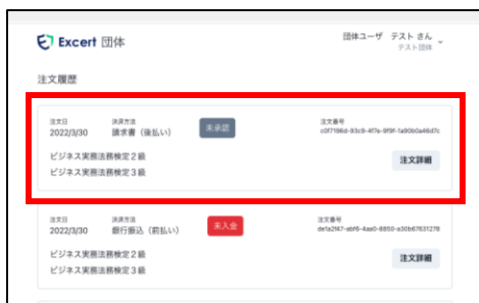 Excert 団体
団体ユーザ テスト さん
テスト団体
注文履歴
注文日 決済方法 注文番号
2022/3/30 請求書（後払い） 未承認
ビジネス実務法務検定２級
ビジネス実務法務検定３級
注文詳細
注文日 決済方法 注文番号
2022/3/30 銀行振込（前払い） 未入金
ビジネス実務法務検定２級
ビジネス実務法務検定３級
注文詳細